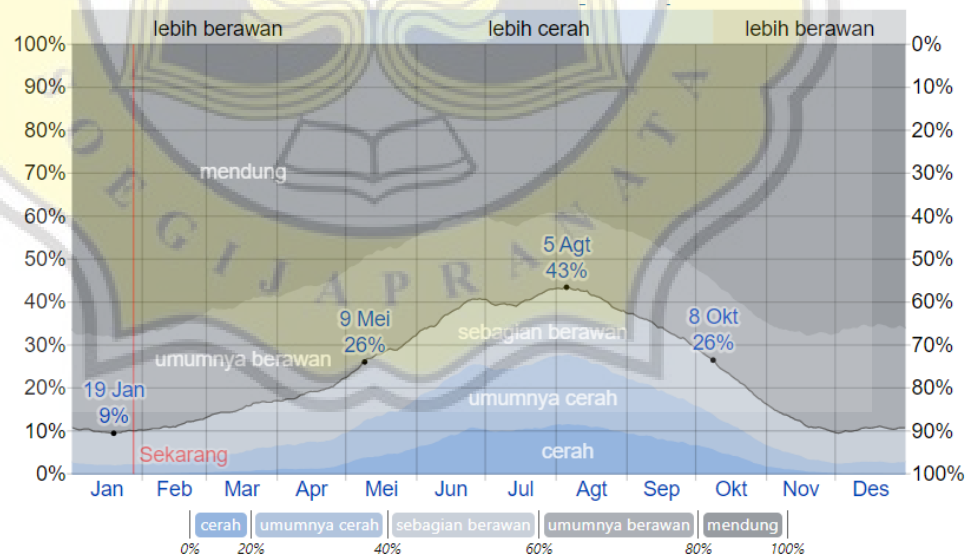 lebih berawan lebih cerah lebih berawan
100% 0%
90% 10%
80% 20%
70% 30%
60% 40%
50% 50%
40% 60%
30% 70%
20% 80%
10% 90%
0% 100%
mendung
umumnya berawan
sebagian berawan
umumnya cerah
cerah
19 Jan
9%
9 Mei
26%
5 Agt
43%
8 Okt
26%
Sekarang
OEGIJAPRANATA
Jan Feb Mar Apr Mei Jun Jul Agt Sep Okt Nov Des
cerah umumnya cerah sebagian berawan umumnya berawan mendung
0% 20% 40% 60% 80% 100%